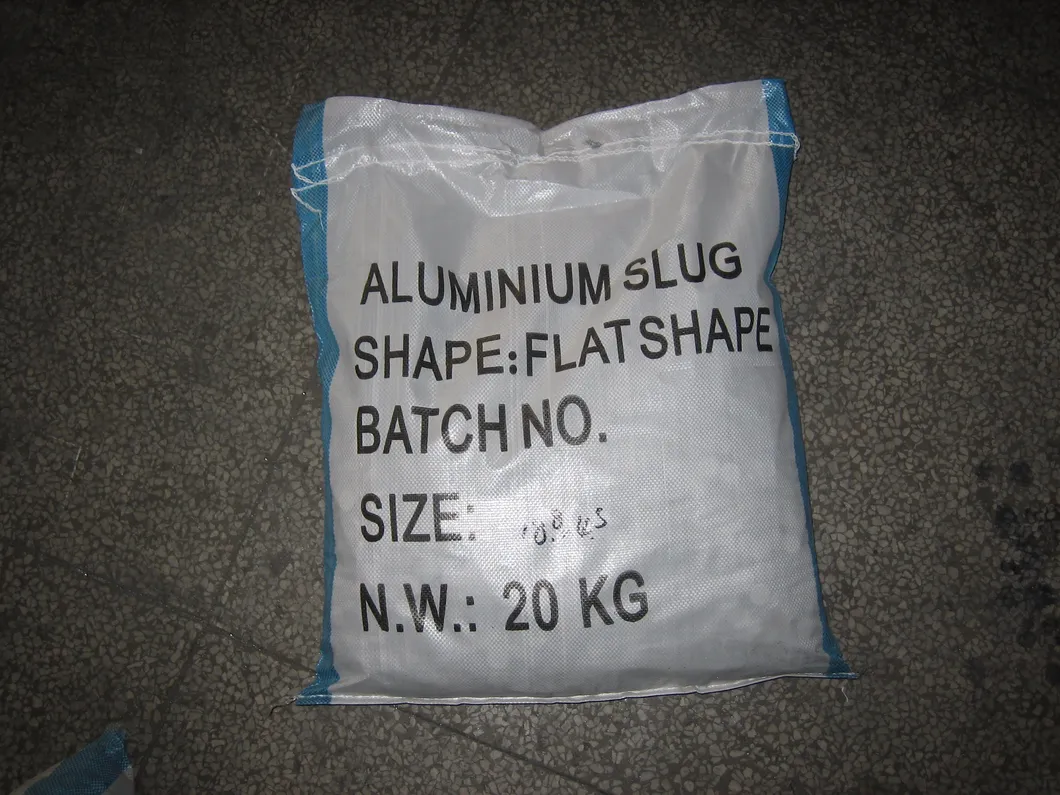 ALUMINIUM SLUG
SHAPE: FLAT SHAPE
BATCH NO.
SIZE:
N.W.: 20 KG